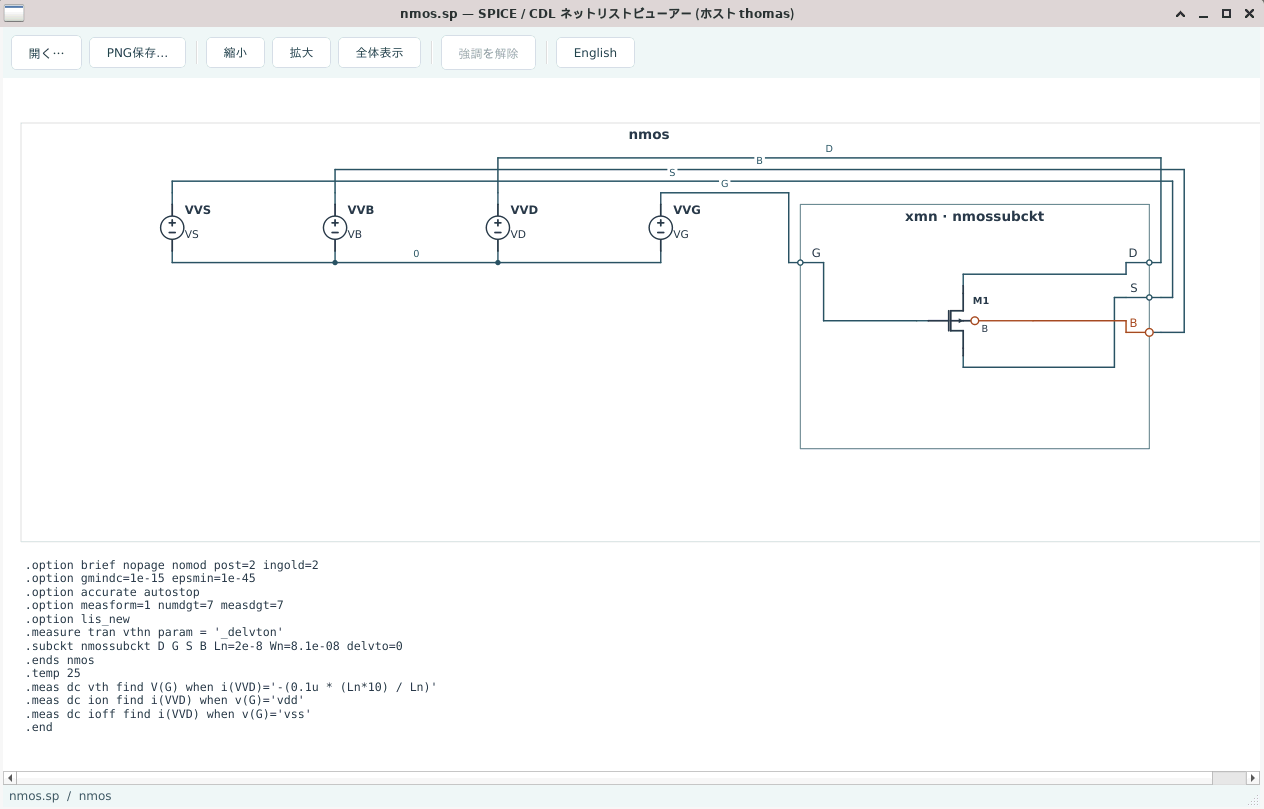 nmos.sp — SPICE / CDL ネットリストビューアー (ホスト thomas)
開く… PNG保存... 縮小 拡大 全体表示 強調を解除 English
nmos
D
B
S
G
VVS VVB VVD VVG
VS VB VD VG
xmn · nmossubckt
0
G D
S
M1
B
B
.option brief nopage nomod post=2 ingold=2
.option gmindc=1e-15 epsmin=1e-45
.option accurate autostop
.option measform=1 numdgt=7 measdgt=7
.option lis_new
.measure tran vthn param = '_delvton'
.subckt nmossubckt D G S B Ln=2e-8 Wn=8.1e-08 delvto=0
.ends nmos
.temp 25
.meas dc vth find V(G) when i(VVD)='-(0.1u * (Ln*10) / Ln)'
.meas dc ion find i(VVD) when v(G)='vdd'
.meas dc ioff find i(VVD) when v(G)='vss'
.end
nmos.sp / nmos